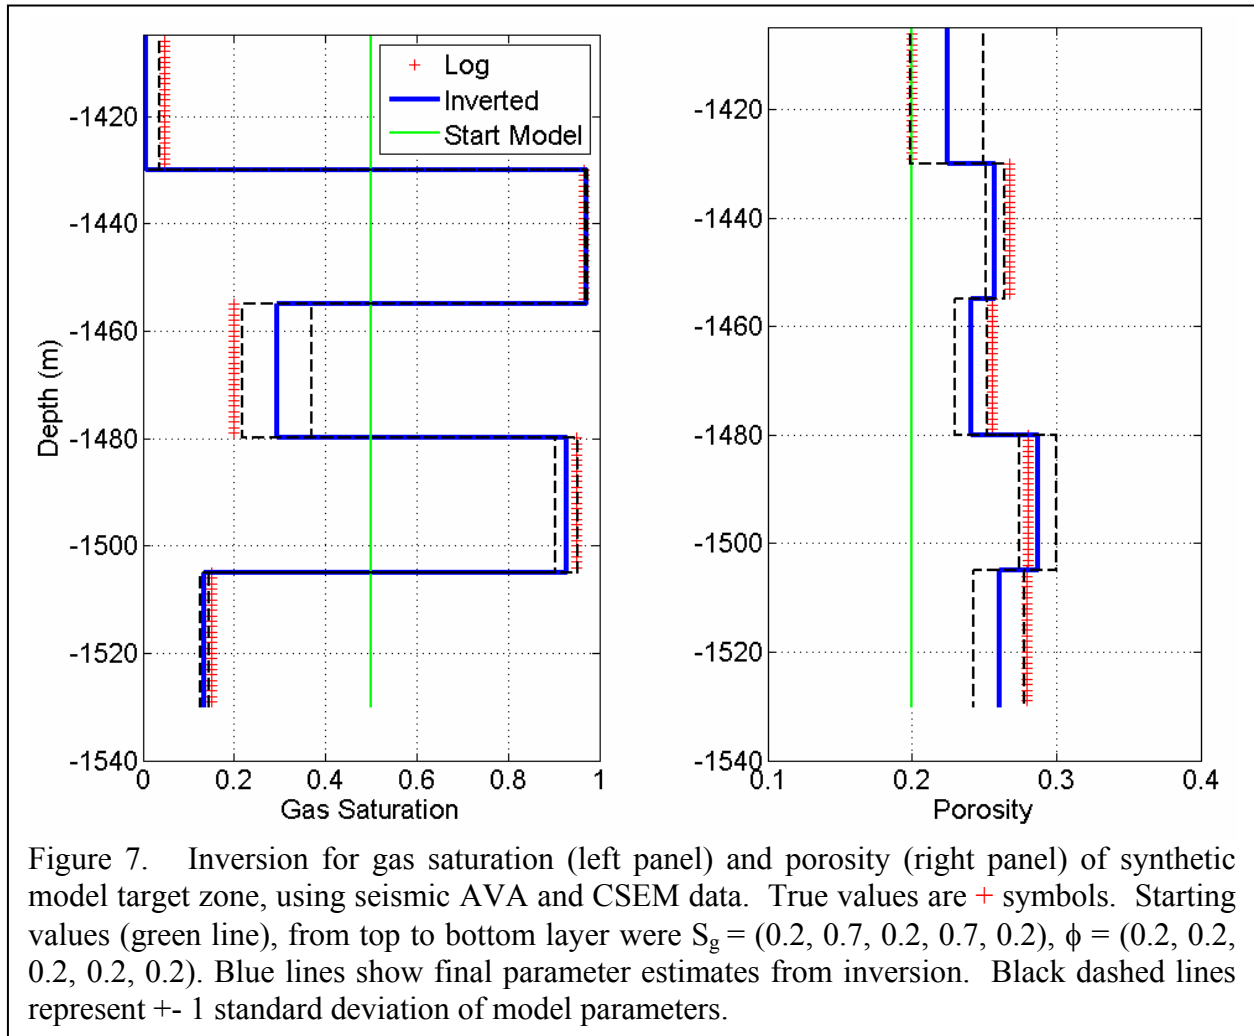 Log
Inverted
Start Model
-1420
-1440
-1460
-1480
-1500
-1520
-1540
Depth (m)
0
0.2
0.4
0.6
0.8
1
Gas Saturation
-1420
-1440
-1460
-1480
-1500
-1520
-1540
0.1
0.2
0.3
0.4
Porosity
Figure 7. Inversion for gas saturation (left panel) and porosity (right panel) of synthetic
model target zone, using seismic AVA and CSEM data. True values are + symbols. Starting
values (green line), from top to bottom layer were Sg = (0.2, 0.7, 0.2, 0.7, 0.2), ϕ = (0.2, 0.2,
0.2, 0.2, 0.2). Blue lines show final parameter estimates from inversion. Black dashed lines
represent +- 1 standard deviation of model parameters.